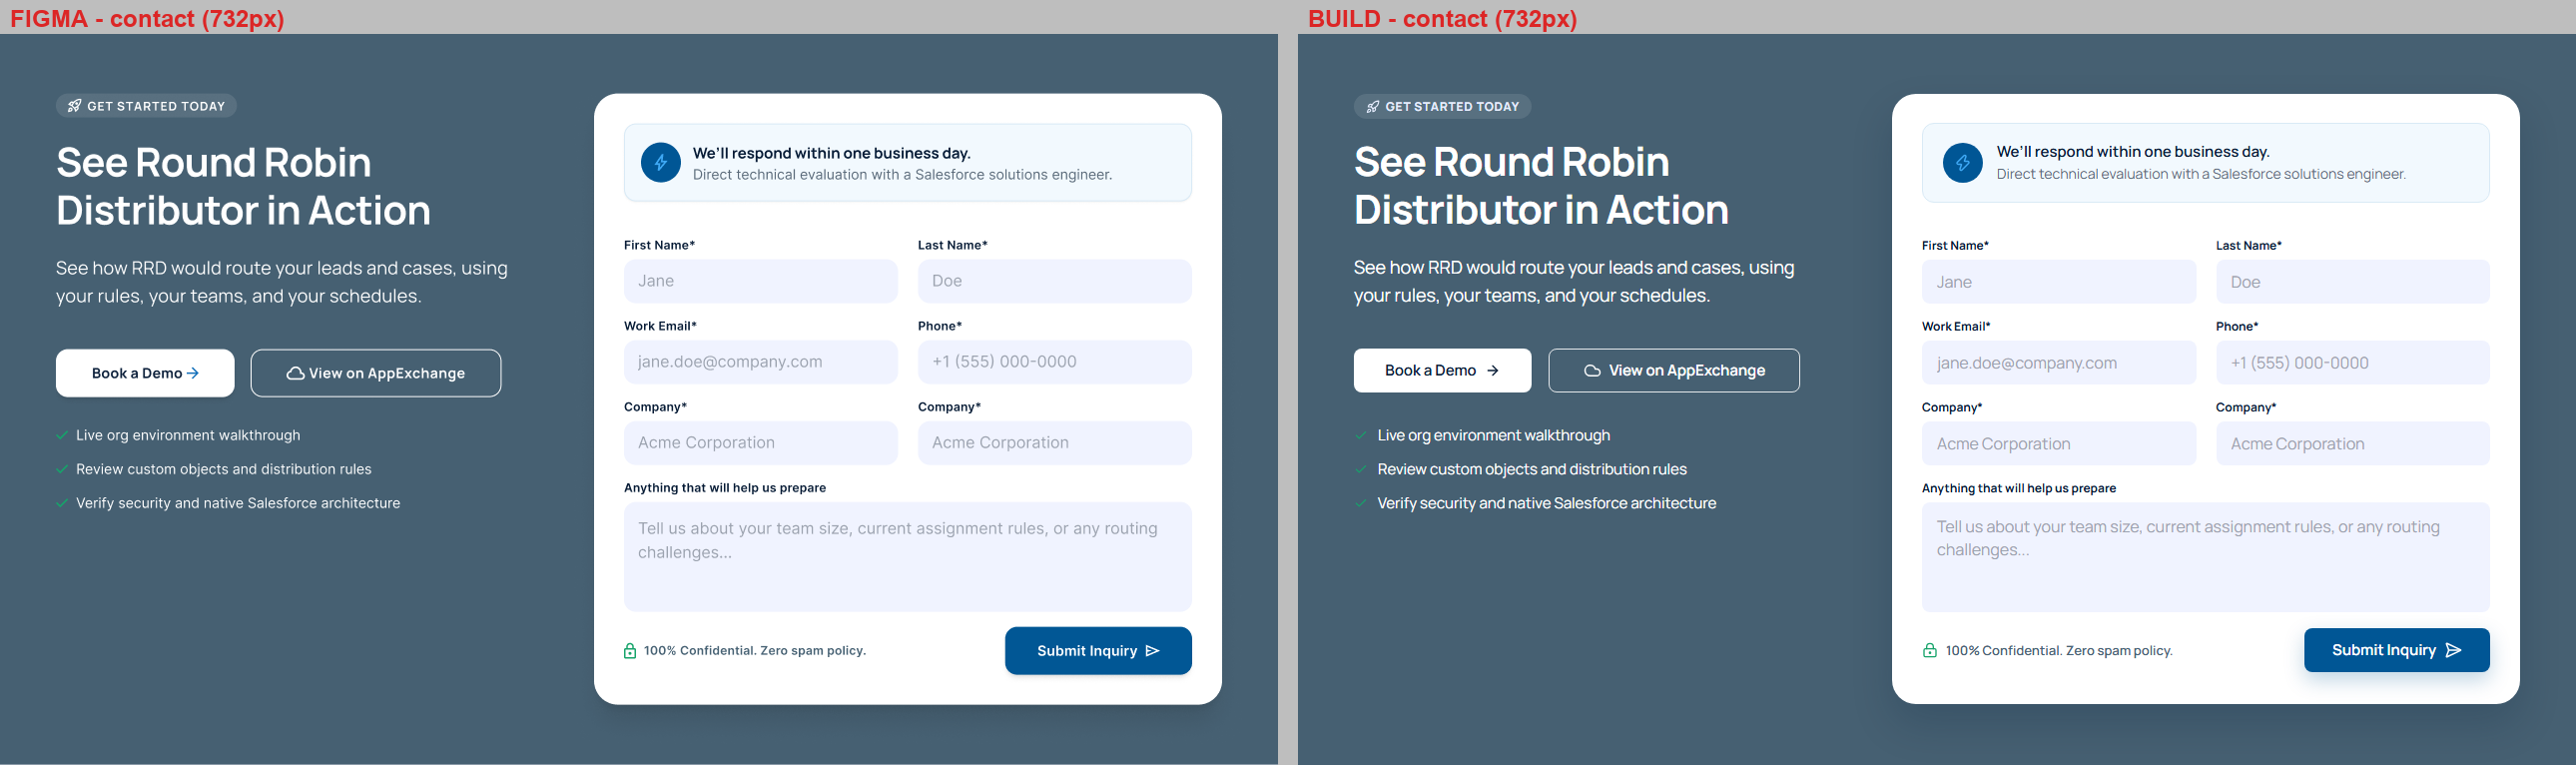 FIGMA - contact (732px)
GET STARTED TODAY
See Round Robin
Distributor in Action
See how RRD would route your leads and cases, using
your rules, your teams, and your schedules.
Book a Demo
View on AppExchange
Live org environment walkthrough
Review custom objects and distribution rules
Verify security and native Salesforce architecture
We'll respond within one business day.
Direct technical evaluation with a Salesforce solutions engineer.
First Name*
Last Name*
Jane
Doe
Work Email*
Phone*
jane.doe@company.com
+1 (555) 000-0000
Company*
Company*
Acme Corporation
Acme Corporation
Anything that will help us prepare
Tell us about your team size, current assignment rules, or any routing
challenges...
100% Confidential. Zero spam policy.
Submit Inquiry
BUILD - contact (732px)
GET STARTED TODAY
See Round Robin
Distributor in Action
See how RRD would route your leads and cases, using
your rules, your teams, and your schedules.
Book a Demo
View on AppExchange
Live org environment walkthrough
Review custom objects and distribution rules
Verify security and native Salesforce architecture
We'll respond within one business day.
Direct technical evaluation with a Salesforce solutions engineer.
First Name*
Last Name*
Jane
Doe
Work Email*
Phone*
jane.doe@company.com
+1 (555) 000-0000
Company*
Company*
Acme Corporation
Acme Corporation
Anything that will help us prepare
Tell us about your team size, current assignment rules, or any routing
challenges...
100% Confidential. Zero spam policy.
Submit Inquiry